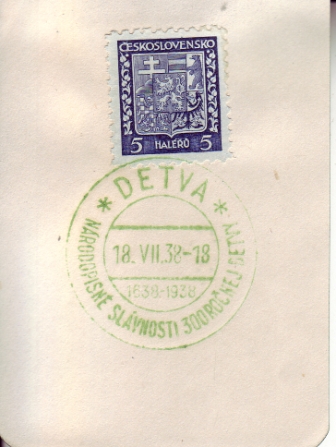 ČESKOSLOVENSKO
5 HALÉŘŮ 5
* DETVA *
18. VII. 38-18
1638-1938
NÁRODOPISNÉ SLÁVNOSTI 300 ROČNEJ DETVY